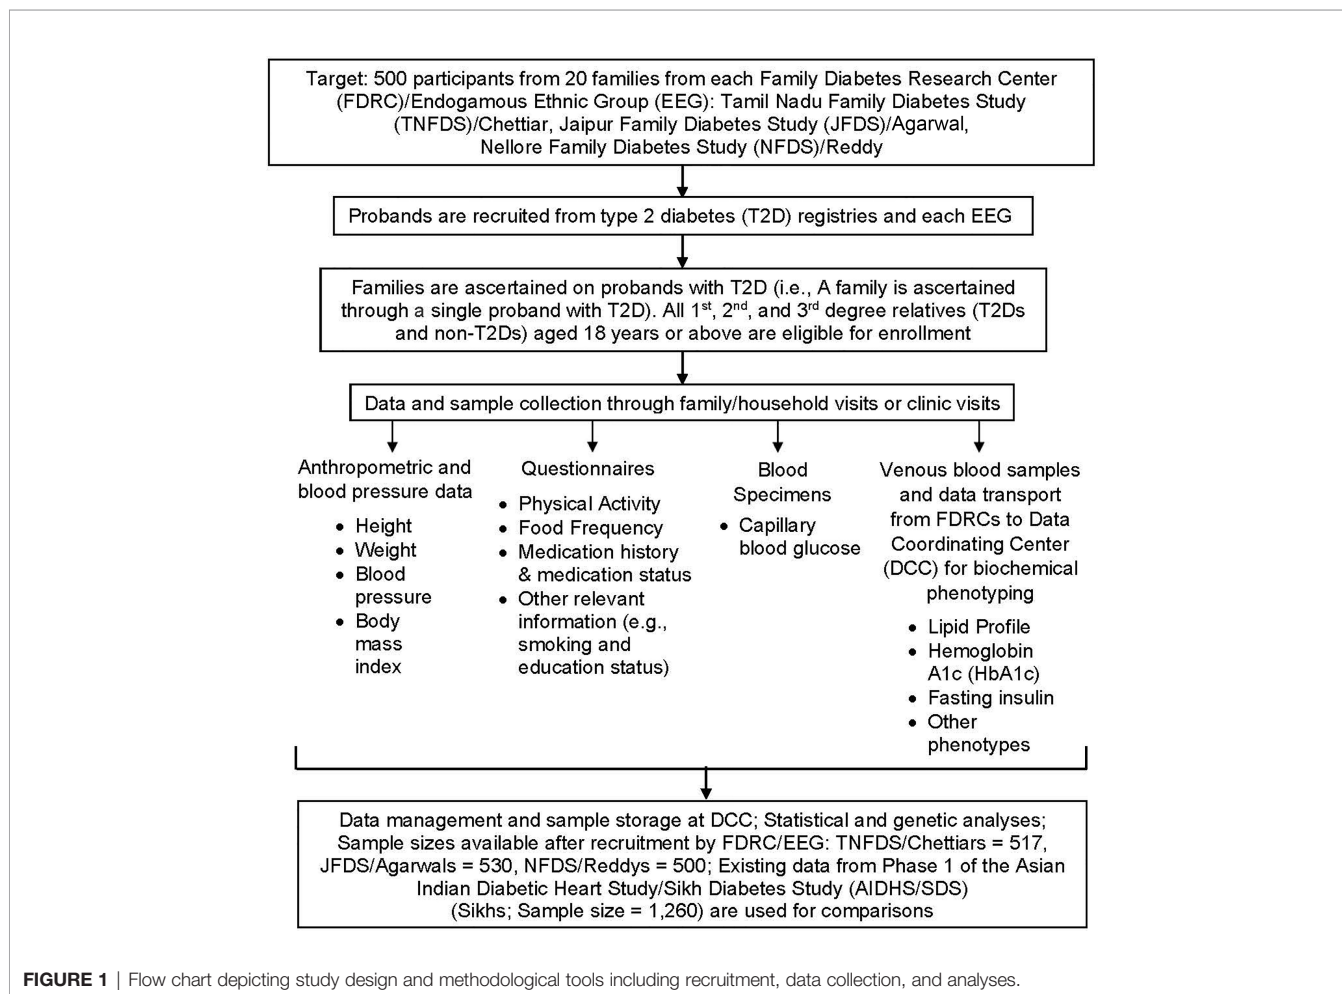 Target: 500 participants from 20 families from each Family Diabetes Research Center
(FDRC)/Endogamous Ethnic Group (EEG): Tamil Nadu Family Diabetes Study
(TNFDS)/Chettiar, Jaipur Family Diabetes Study (JFDS)/Agarwal,
Nellore Family Diabetes Study (NFDS)/Reddy
Probands are recruited from type 2 diabetes (T2D) registries and each EEG
Families are ascertained on probands with T2D (i.e., A family is ascertained
through a single proband with T2D). All 1st, 2nd, and 3rd degree relatives (T2Ds
and non-T2Ds) aged 18 years or above are eligible for enrollment
Data and sample collection through family/household visits or clinic visits
Anthropometric and
blood pressure data
• Height
• Weight
• Blood
pressure
• Body
mass
index
Questionnaires
• Physical Activity
• Food Frequency
• Medication history
& medication status
• Other relevant
information (e.g.,
smoking and
education status)
Blood
Specimens
• Capillary
blood glucose
Venous blood samples
and data transport
from FDRCs to Data
Coordinating Center
(DCC) for biochemical
phenotyping
• Lipid Profile
• Hemoglobin
A1c (HbA1c)
• Fasting insulin
• Other
phenotypes
Data management and sample storage at DCC; Statistical and genetic analyses;
Sample sizes available after recruitment by FDRC/EEG: TNFDS/Chettiars = 517,
JFDS/Agarwals = 530, NFDS/Reddys = 500; Existing data from Phase 1 of the Asian
Indian Diabetic Heart Study/Sikh Diabetes Study (AIDHS/SDS)
(Sikhs; Sample size = 1,260) are used for comparisons
FIGURE 1 | Flow chart depicting study design and methodological tools including recruitment, data collection, and analyses.